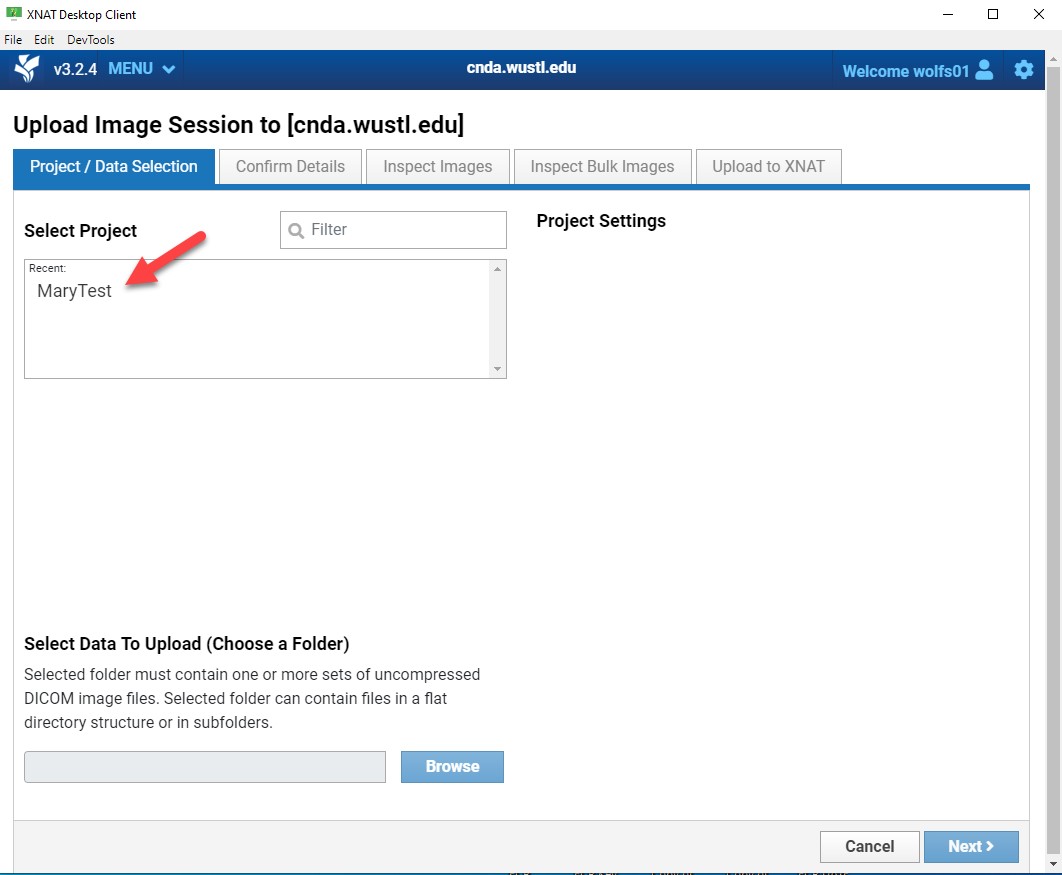 XNAT Desktop Client
File Edit DevTools
v3.2.4 MENU
cnda.wustl.edu
Welcome wolfs01
Upload Image Session to [cnda.wustl.edu]
Project / Data Selection
Confirm Details
Inspect Images
Inspect Bulk Images
Upload to XNAT
Select Project
Filter
Project Settings
Recent:
MaryTest
Select Data To Upload (Choose a Folder)
Selected folder must contain one or more sets of uncompressed
DICOM image files. Selected folder can contain files in a flat
directory structure or in subfolders.
Browse
Cancel
Next